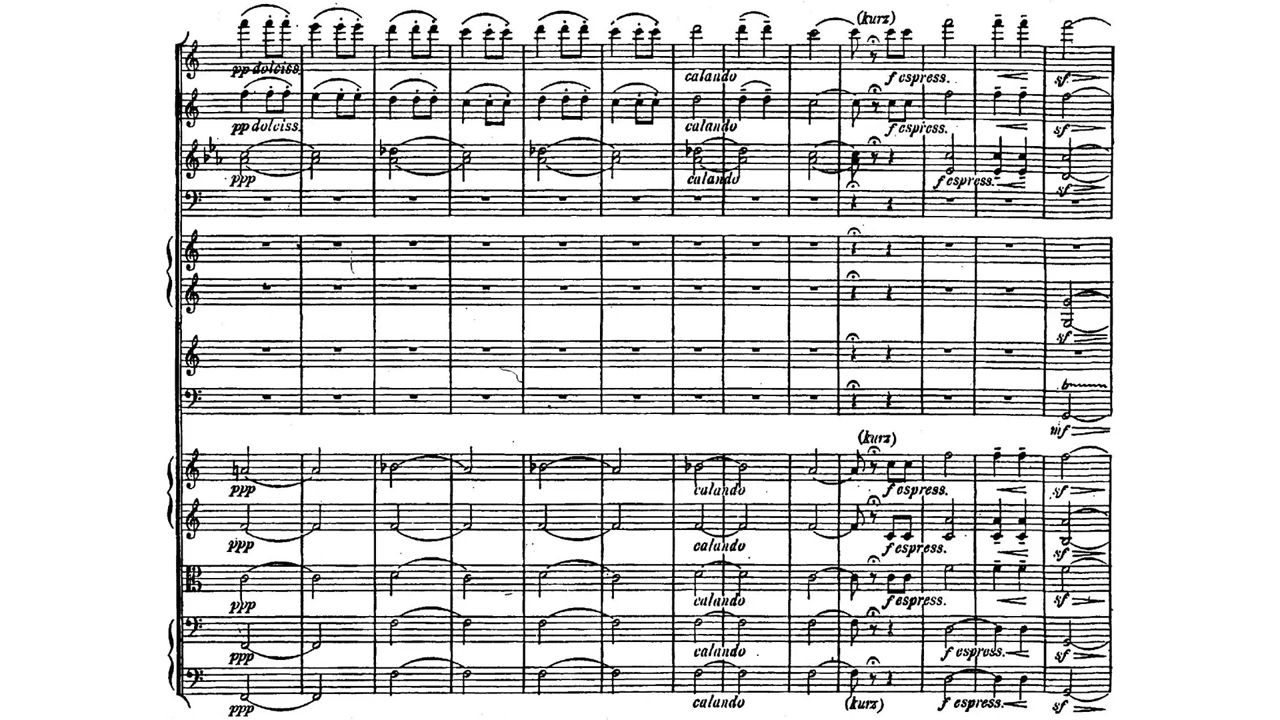 (kurz)
pp dolciss. calando f espress. sf
pp dolciss. calando f espress. sf
ppp calando f espress. sf
sf
mf
(kurz)
ppp calando f espress. sf
ppp calando f espress. sf
ppp calando f espress. sf
ppp calando f espress. sf
ppp calando (kurz) f espress. sf